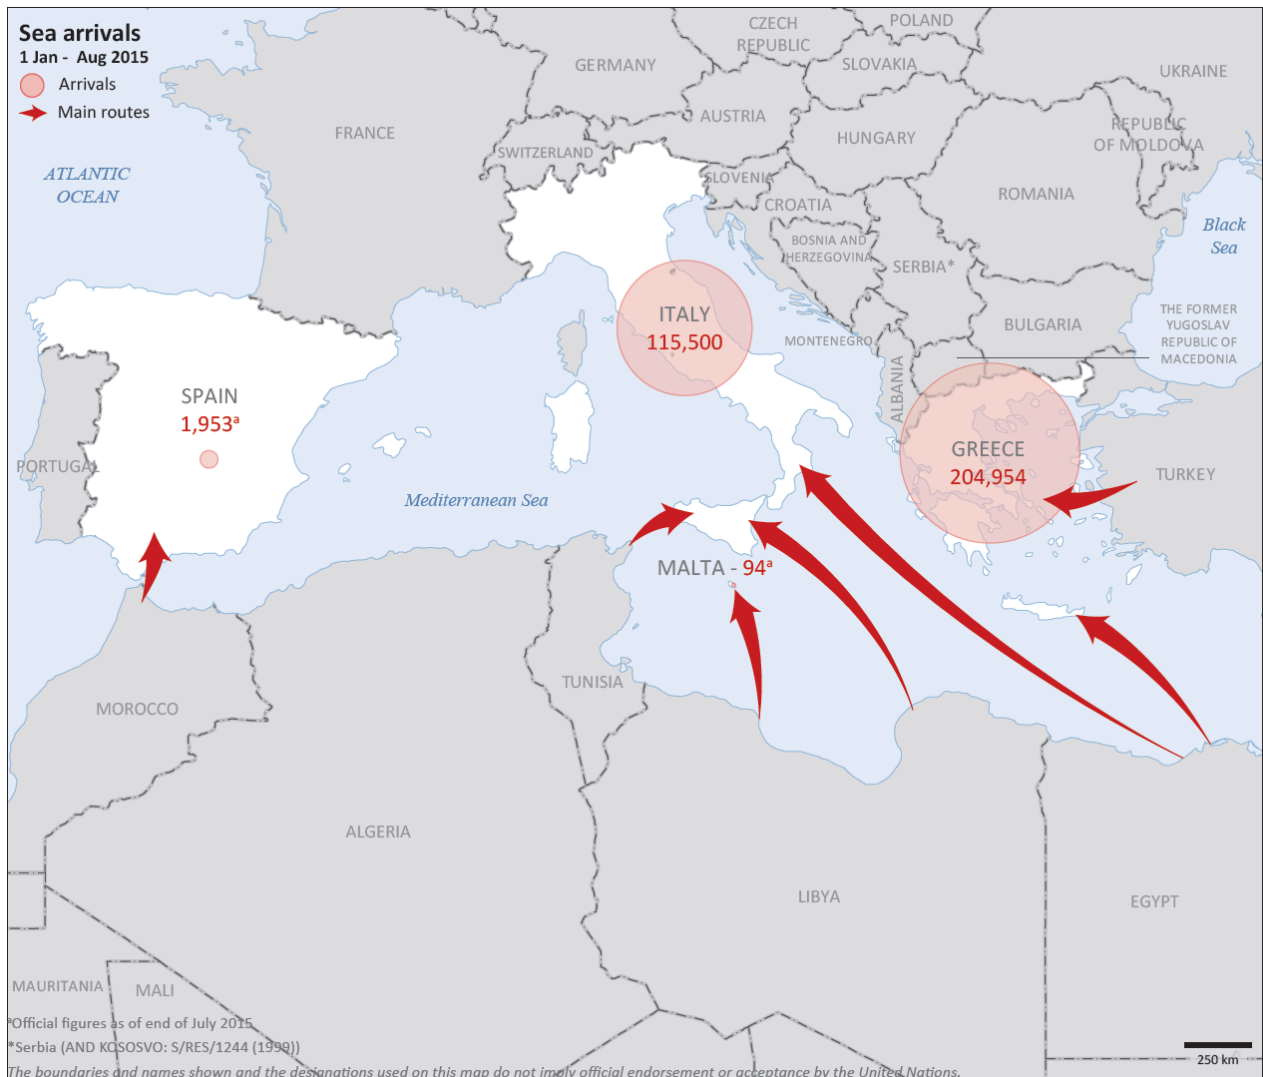 Sea arrivals
1 Jan - Aug 2015
Arrivals
Main routes
ATLANTIC
OCEAN
FRANCE
GERMANY
CZECH
REPUBLIC
POLAND
SLOVAKIA
UKRAINE
AUSTRIA
SWITZERLAND
HUNGARY
REPUBLIC
OF MOLDOVA
SLOVENIA
CROATIA
ROMANIA
BOSNIA AND
HERZEGOVINA
SERBIA*
Black
Sea
ITALY
115,500
MONTENEGRO
BULGARIA
THE FORMER
YUGOSLAV
REPUBLIC OF
MACEDONIA
ALBANIA
SPAIN
1,953ᵃ
PORTUGAL
GREECE
204,954
TURKEY
Mediterranean Sea
MALTA - 94ᵃ
MOROCCO
TUNISIA
ALGERIA
LIBYA
EGYPT
MAURITANIA
MALI
ᵃOfficial figures as of end of July 2015
*Serbia (AND KOSOSVO: S/RES/1244 (1999))
The boundaries and names shown and the designations used on this map do not imply official endorsement or acceptance by the United Nations.
250 km